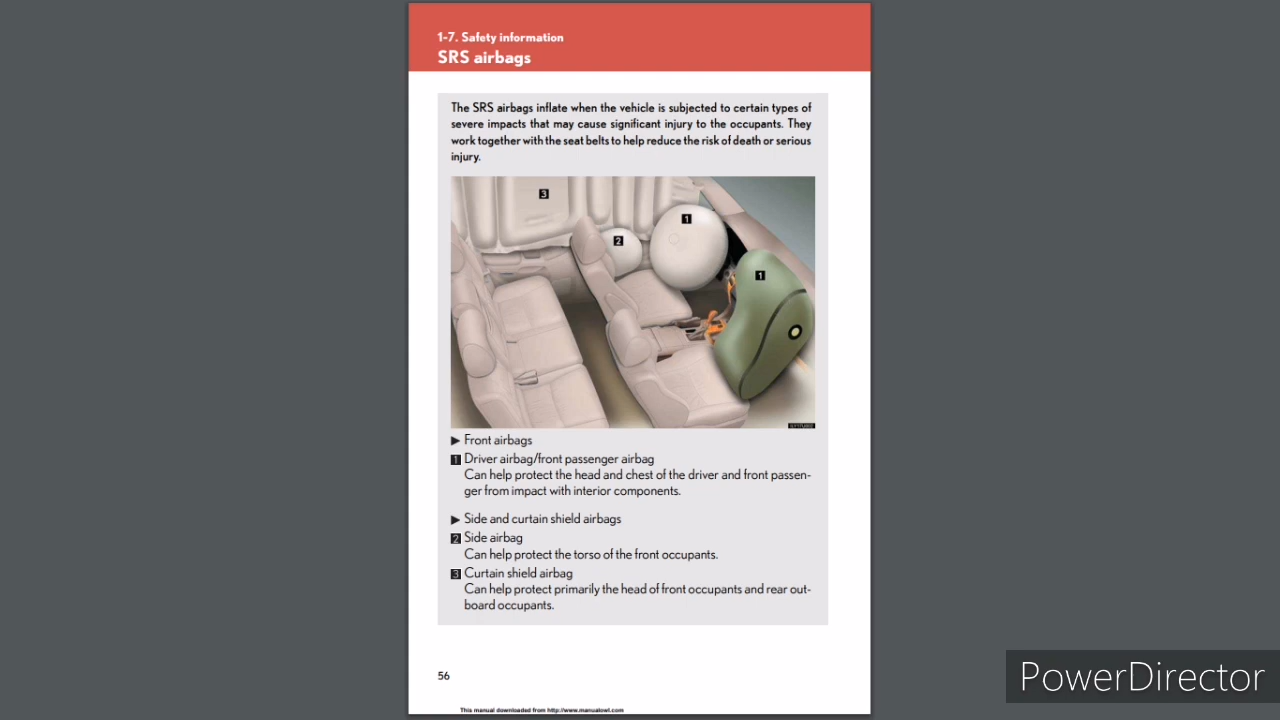 1-7. Safety information
SRS airbags
The SRS airbags inflate when the vehicle is subjected to certain types of
severe impacts that may cause significant injury to the occupants. They
work together with the seat belts to help reduce the risk of death or serious
injury.
3
1
2
1
▶ Front airbags
1 Driver airbag/front passenger airbag
Can help protect the head and chest of the driver and front passen-
ger from impact with interior components.
▶ Side and curtain shield airbags
2 Side airbag
Can help protect the torso of the front occupants.
3 Curtain shield airbag
Can help protect primarily the head of front occupants and rear out-
board occupants.
56
This manual downloaded from http://www.manualowl.com
PowerDirector